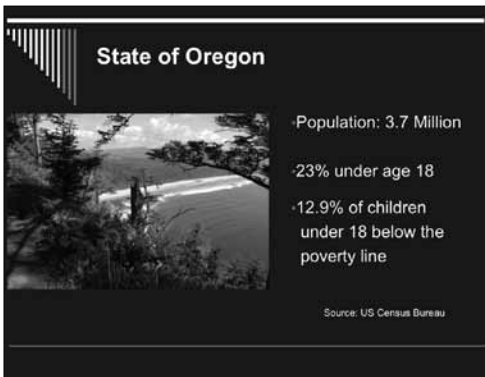 State of Oregon
•Population: 3.7 Million
•23% under age 18
•12.9% of children
under 18 below the
poverty line
Source: US Census Bureau